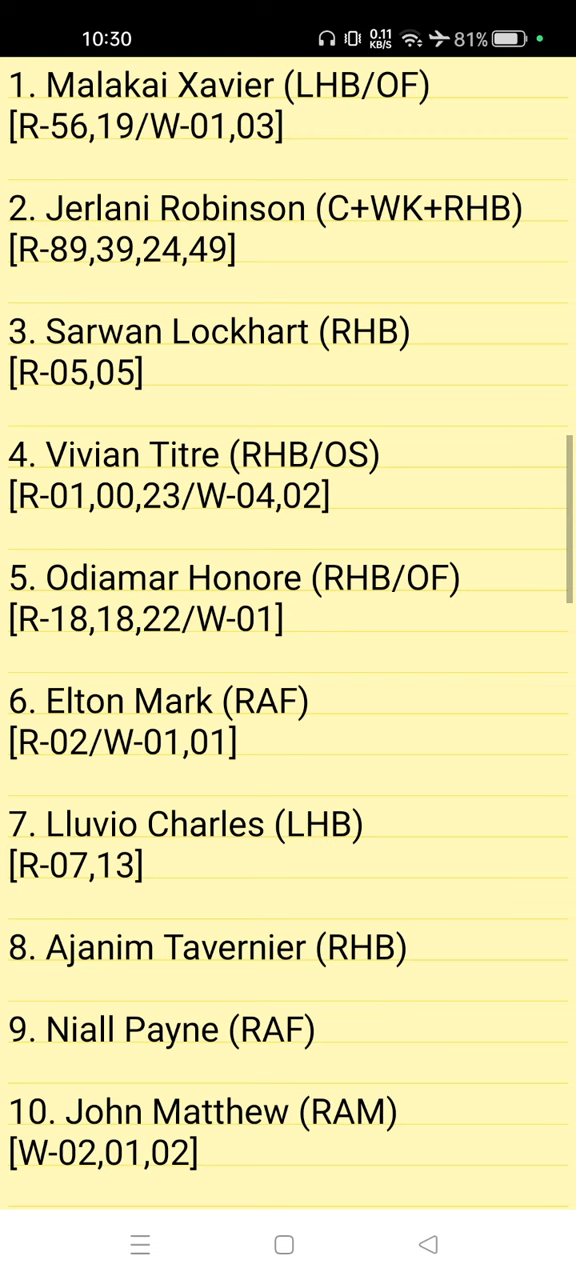 10:30 0.11 KB/S 81%
1. Malakai Xavier (LHB/OF)
[R-56,19/W-01,03]
2. Jerlani Robinson (C+WK+RHB)
[R-89,39,24,49]
3. Sarwan Lockhart (RHB)
[R-05,05]
4. Vivian Titre (RHB/OS)
[R-01,00,23/W-04,02]
5. Odiamar Honore (RHB/OF)
[R-18,18,22/W-01]
6. Elton Mark (RAF)
[R-02/W-01,01]
7. Lluvio Charles (LHB)
[R-07,13]
8. Ajanim Tavernier (RHB)
9. Niall Payne (RAF)
10. John Matthew (RAM)
[W-02,01,02]